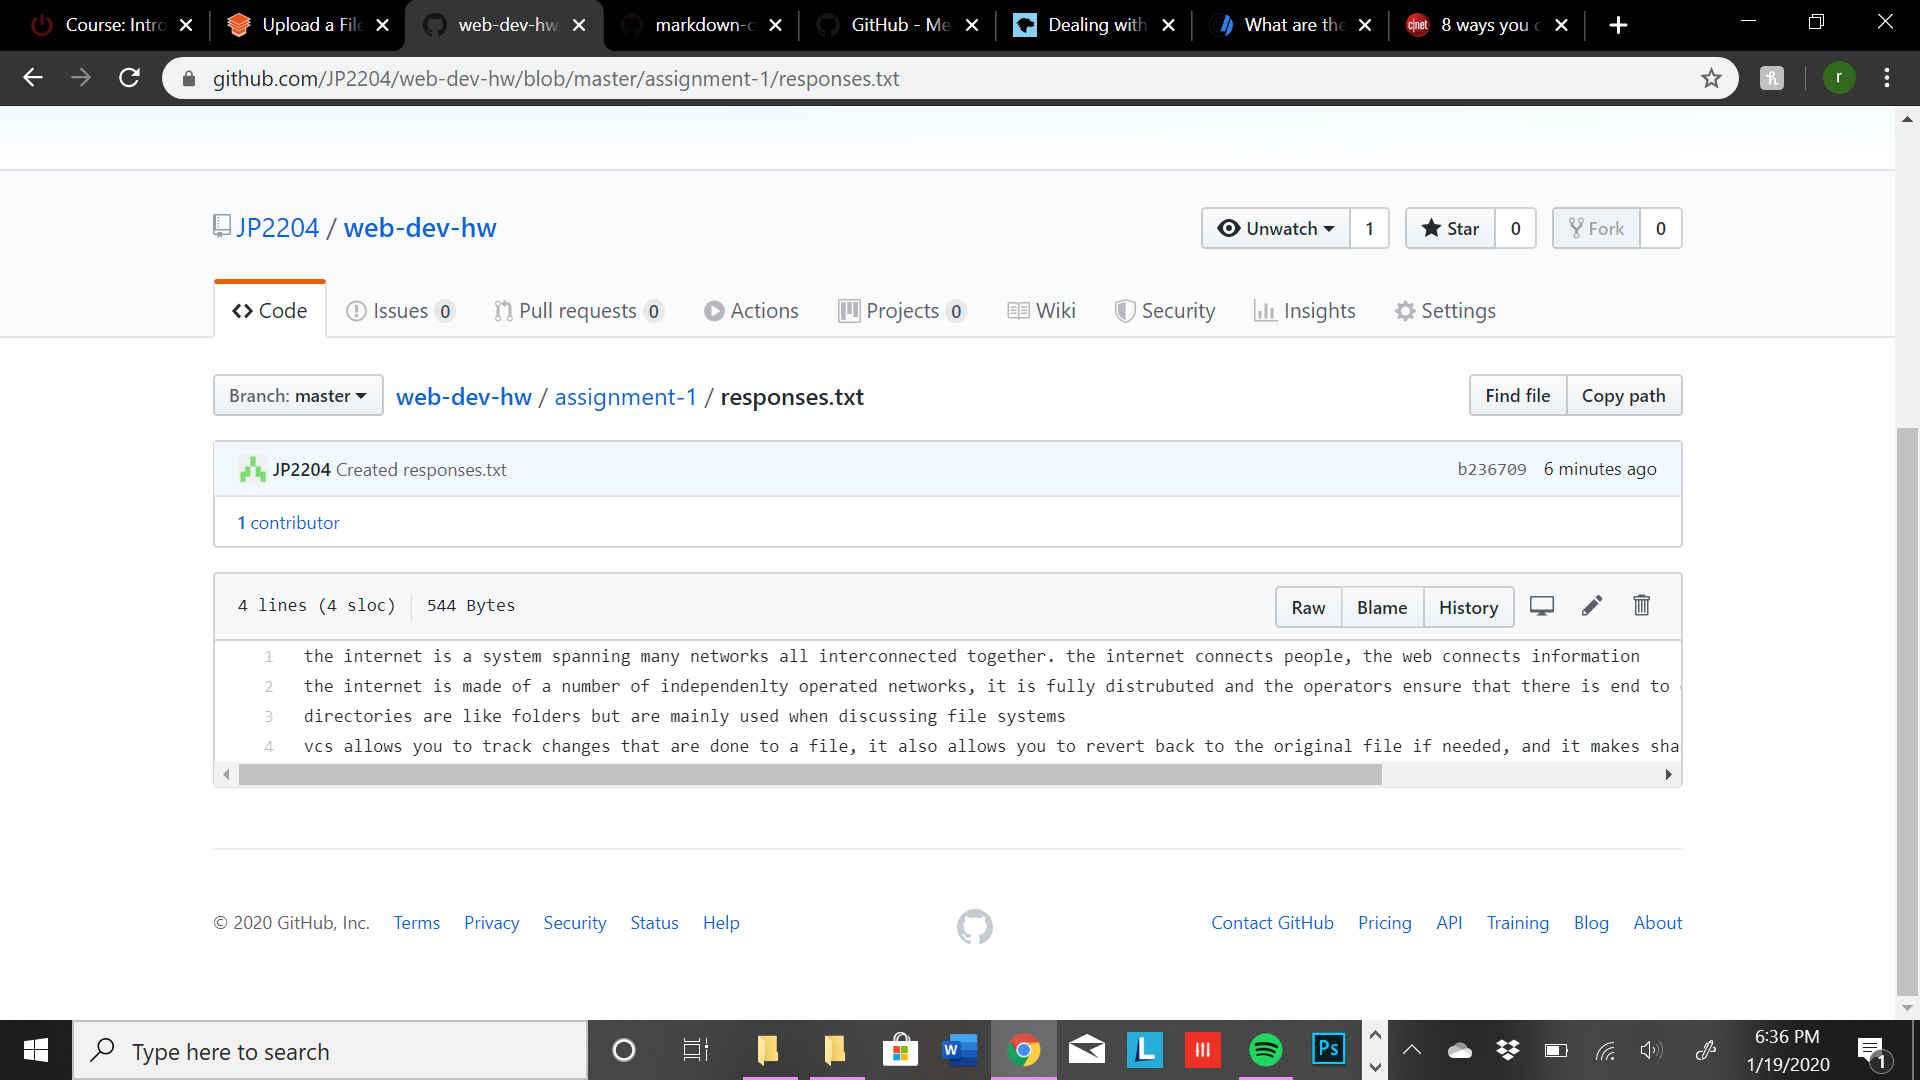 Course: Intro
Upload a File
web-dev-hw
markdown-c
GitHub - Me
Dealing with
What are the
c|net
8 ways you c
github.com/JP2204/web-dev-hw/blob/master/assignment-1/responses.txt
r
JP2204 / web-dev-hw
Unwatch 1
Star 0
Fork 0
Code
Issues 0
Pull requests 0
Actions
Projects 0
Wiki
Security
Insights
Settings
Branch: master
web-dev-hw / assignment-1 / responses.txt
Find file
Copy path
JP2204 Created responses.txt
b236709 6 minutes ago
1 contributor
4 lines (4 sloc) 544 Bytes
Raw
Blame
History
1 the internet is a system spanning many networks all interconnected together. the internet connects people, the web connects information
2 the internet is made of a number of independenlty operated networks, it is fully distrubuted and the operators ensure that there is end to
3 directories are like folders but are mainly used when discussing file systems
4 vcs allows you to track changes that are done to a file, it also allows you to revert back to the original file if needed, and it makes sha
© 2020 GitHub, Inc. Terms Privacy Security Status Help
Contact GitHub Pricing API Training Blog About
Type here to search
W
L
Ps
6:36 PM
1/19/2020
1